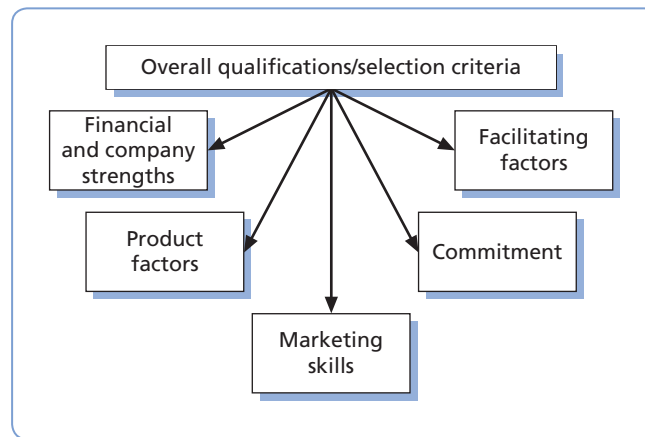 Overall qualifications/selection criteria
Financial
and company
strengths
Facilitating
factors
Product
factors
Commitment
Marketing
skills